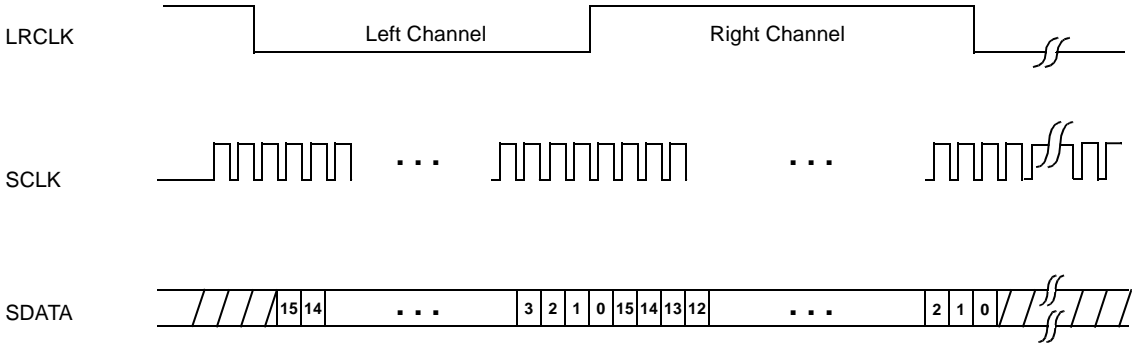 LRCLK Left Channel Right Channel
SCLK . . . . . .
SDATA 15 14 . . . 3 2 1 0 15 14 13 12 . . . 2 1 0